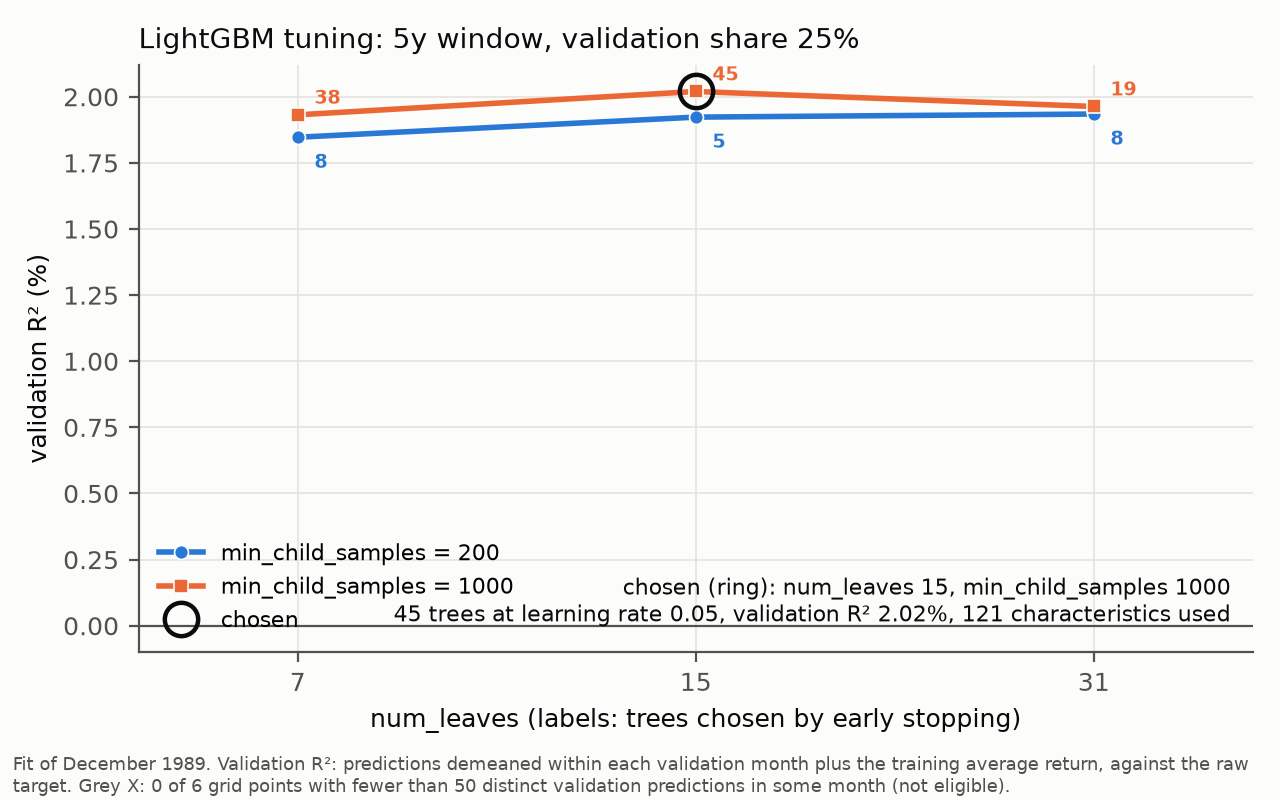 LightGBM tuning: 5y window, validation share 25%
2.00
1.75
1.50
1.25
1.00
0.75
0.50
0.25
0.00
validation R² (%)
38
45
19
8
5
8
min_child_samples = 200
min_child_samples = 1000
chosen
chosen (ring): num_leaves 15, min_child_samples 1000
45 trees at learning rate 0.05, validation R² 2.02%, 121 characteristics used
7
15
31
num_leaves (labels: trees chosen by early stopping)
Fit of December 1989. Validation R²: predictions demeaned within each validation month plus the training average return, against the raw
target. Grey X: 0 of 6 grid points with fewer than 50 distinct validation predictions in some month (not eligible).